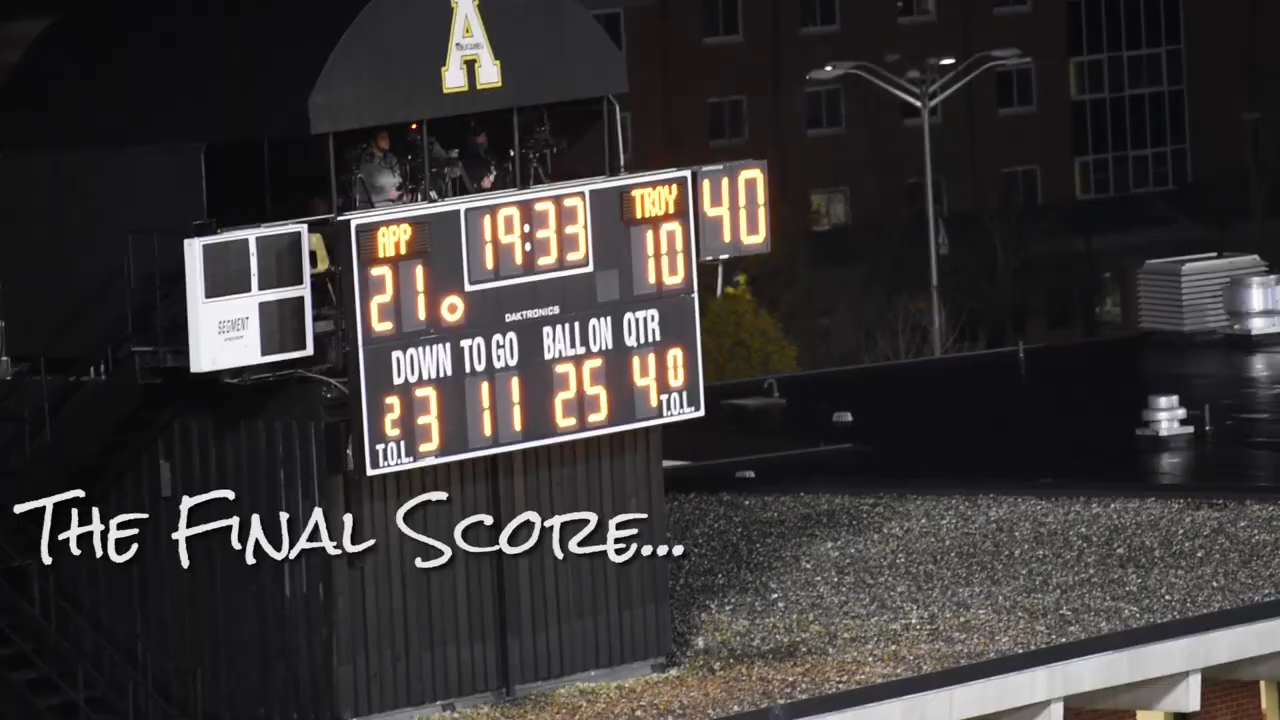 A
APP 19:33 TROY 40
21 10
DAKTRONICS
DOWN TO GO BALL ON QTR
2 3 11 25 4 0
T.O.L. T.O.L.
SEGMENT
THE FINAL SCORE...